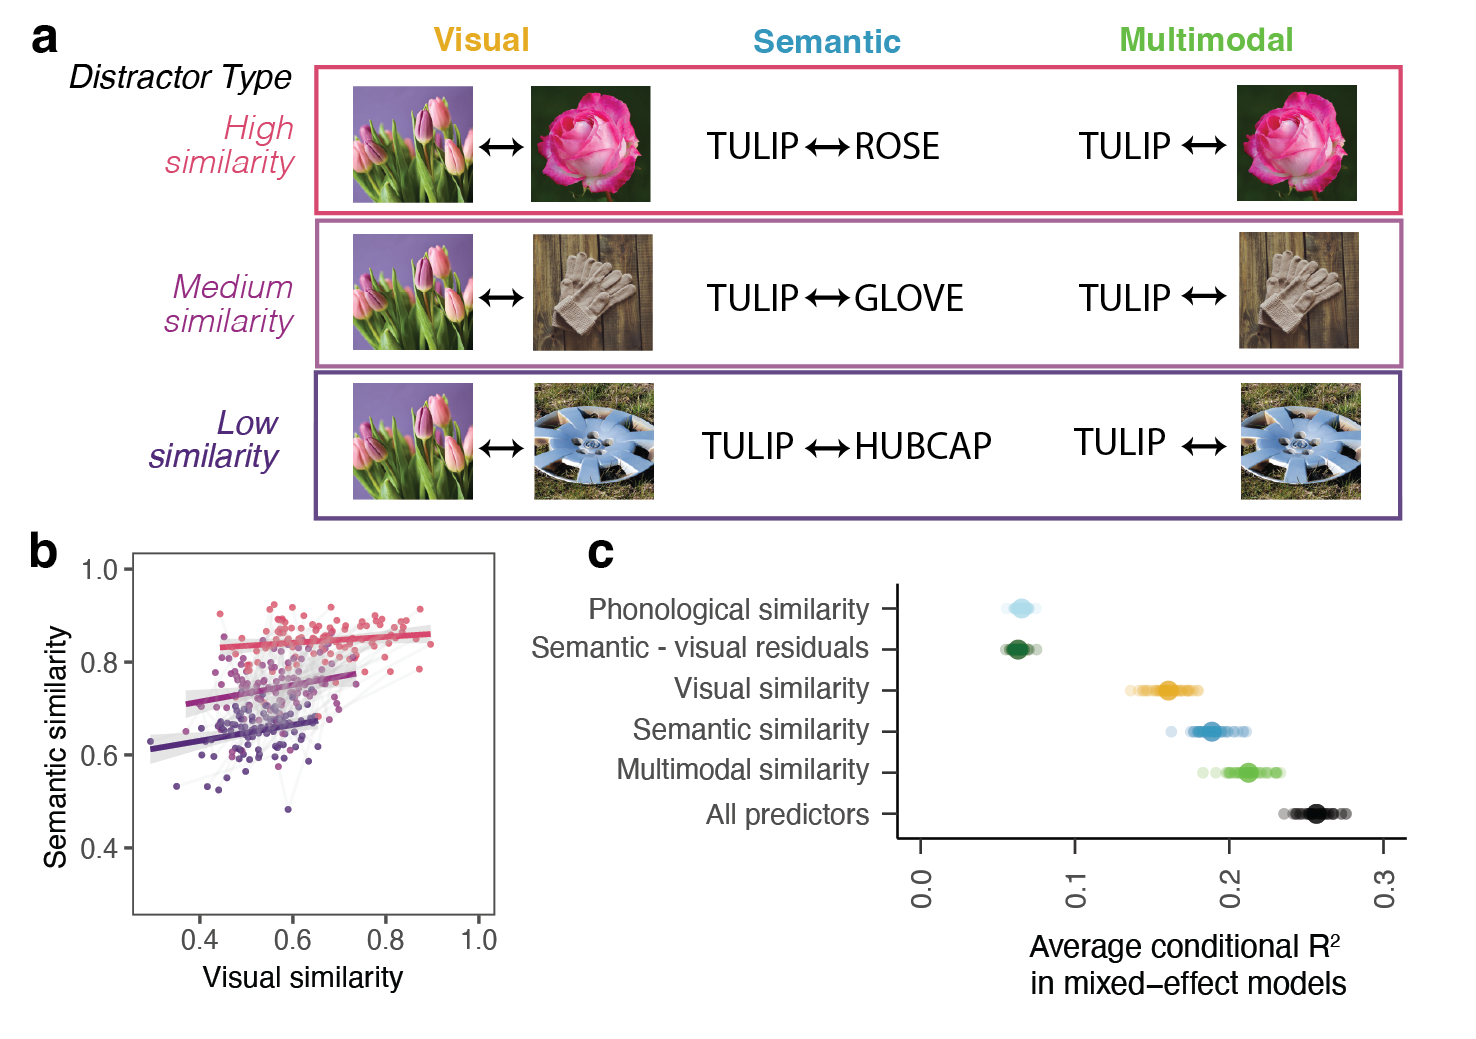 a
Visual
Semantic
Multimodal
Distractor Type
High
similarity
TULIP ↔ ROSE
TULIP ↔
Medium
similarity
TULIP ↔ GLOVE
TULIP ↔
Low
similarity
TULIP ↔ HUBCAP
TULIP ↔
b
Semantic similarity
1.0
0.8
0.6
0.4
0.4 0.6 0.8 1.0
Visual similarity
c
Phonological similarity
Semantic - visual residuals
Visual similarity
Semantic similarity
Multimodal similarity
All predictors
0.0 0.1 0.2 0.3
Average conditional R²
in mixed–effect models